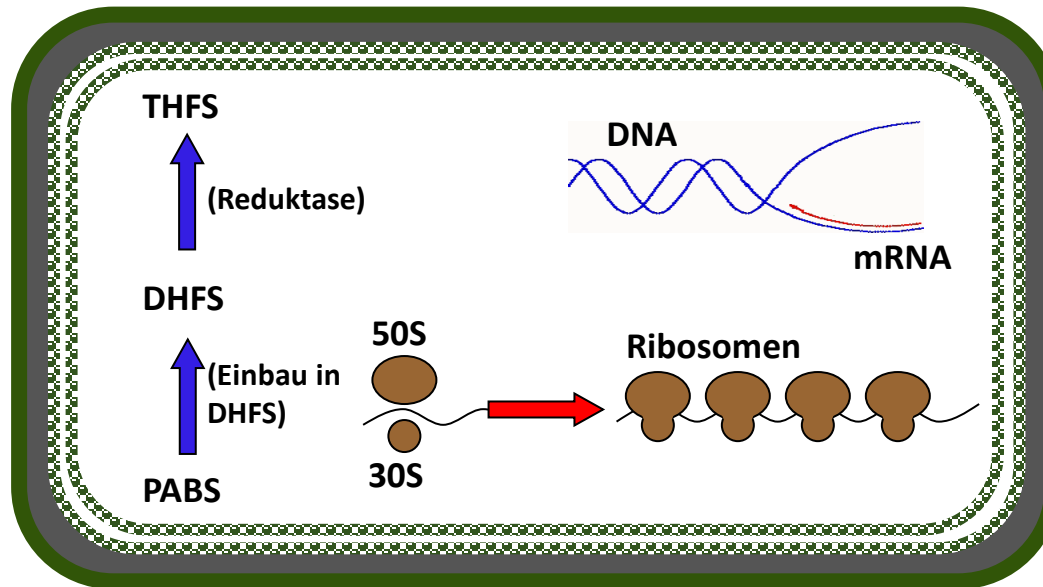 THFS
(Reduktase)
DHFS
(Einbau in
DHFS)
PABS
DNA
mRNA
50S
30S
Ribosomen